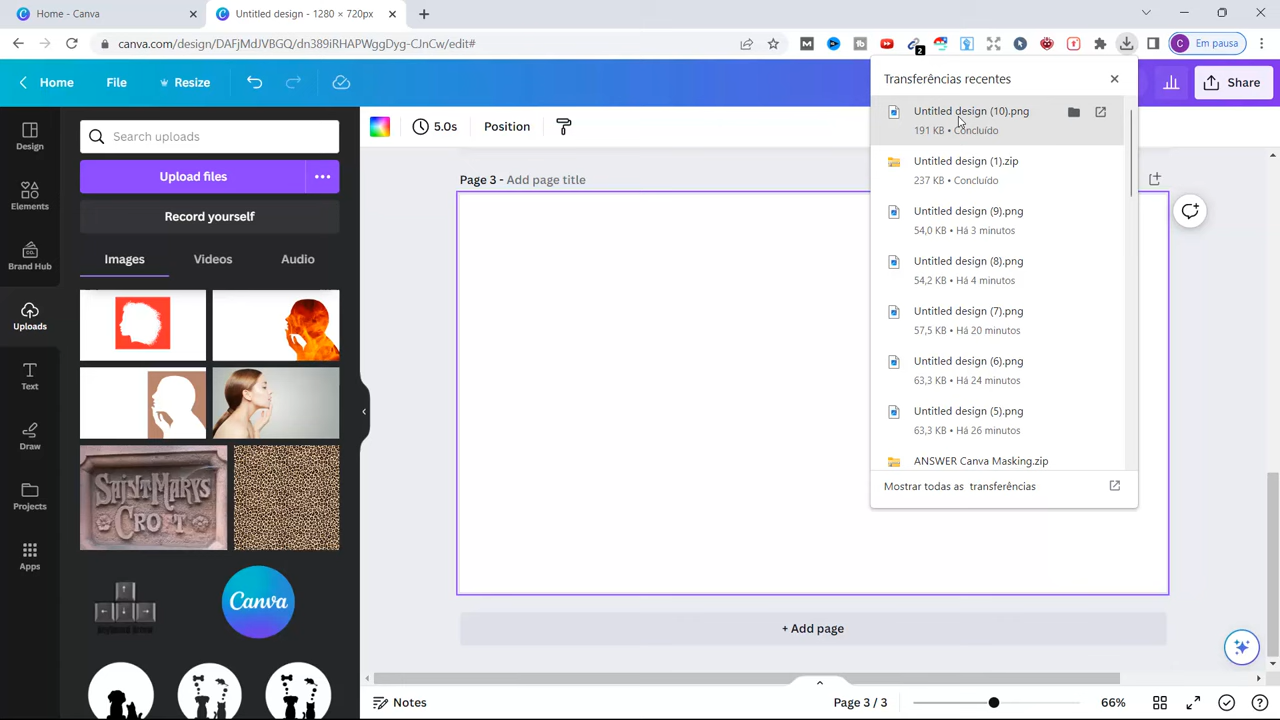 Home - Canva
Untitled design - 1280 × 720px
canva.com/design/DAFjMdJVBGQ/dn389iRHAPWggDyg-CJnCw/edit#
2
C Em pausa
Home File Resize Share
Transferências recentes
Untitled design (10).png
191 KB • Concluído
Untitled design (1).zip
237 KB • Concluído
Untitled design (9).png
54,0 KB • Há 3 minutos
Untitled design (8).png
54,2 KB • Há 4 minutos
Untitled design (7).png
57,5 KB • Há 20 minutos
Untitled design (6).png
63,3 KB • Há 24 minutos
Untitled design (5).png
63,3 KB • Há 26 minutos
ANSWER Canva Masking.zip
Mostrar todas as transferências
Design
Elements
Brand Hub
Uploads
Text
Draw
Projects
Apps
Search uploads
Upload files
Record yourself
Images Videos Audio
SAINT MARYS
CROFT
Canva
5.0s Position
Page 3 - Add page title
+ Add page
Notes
Page 3 / 3
66%